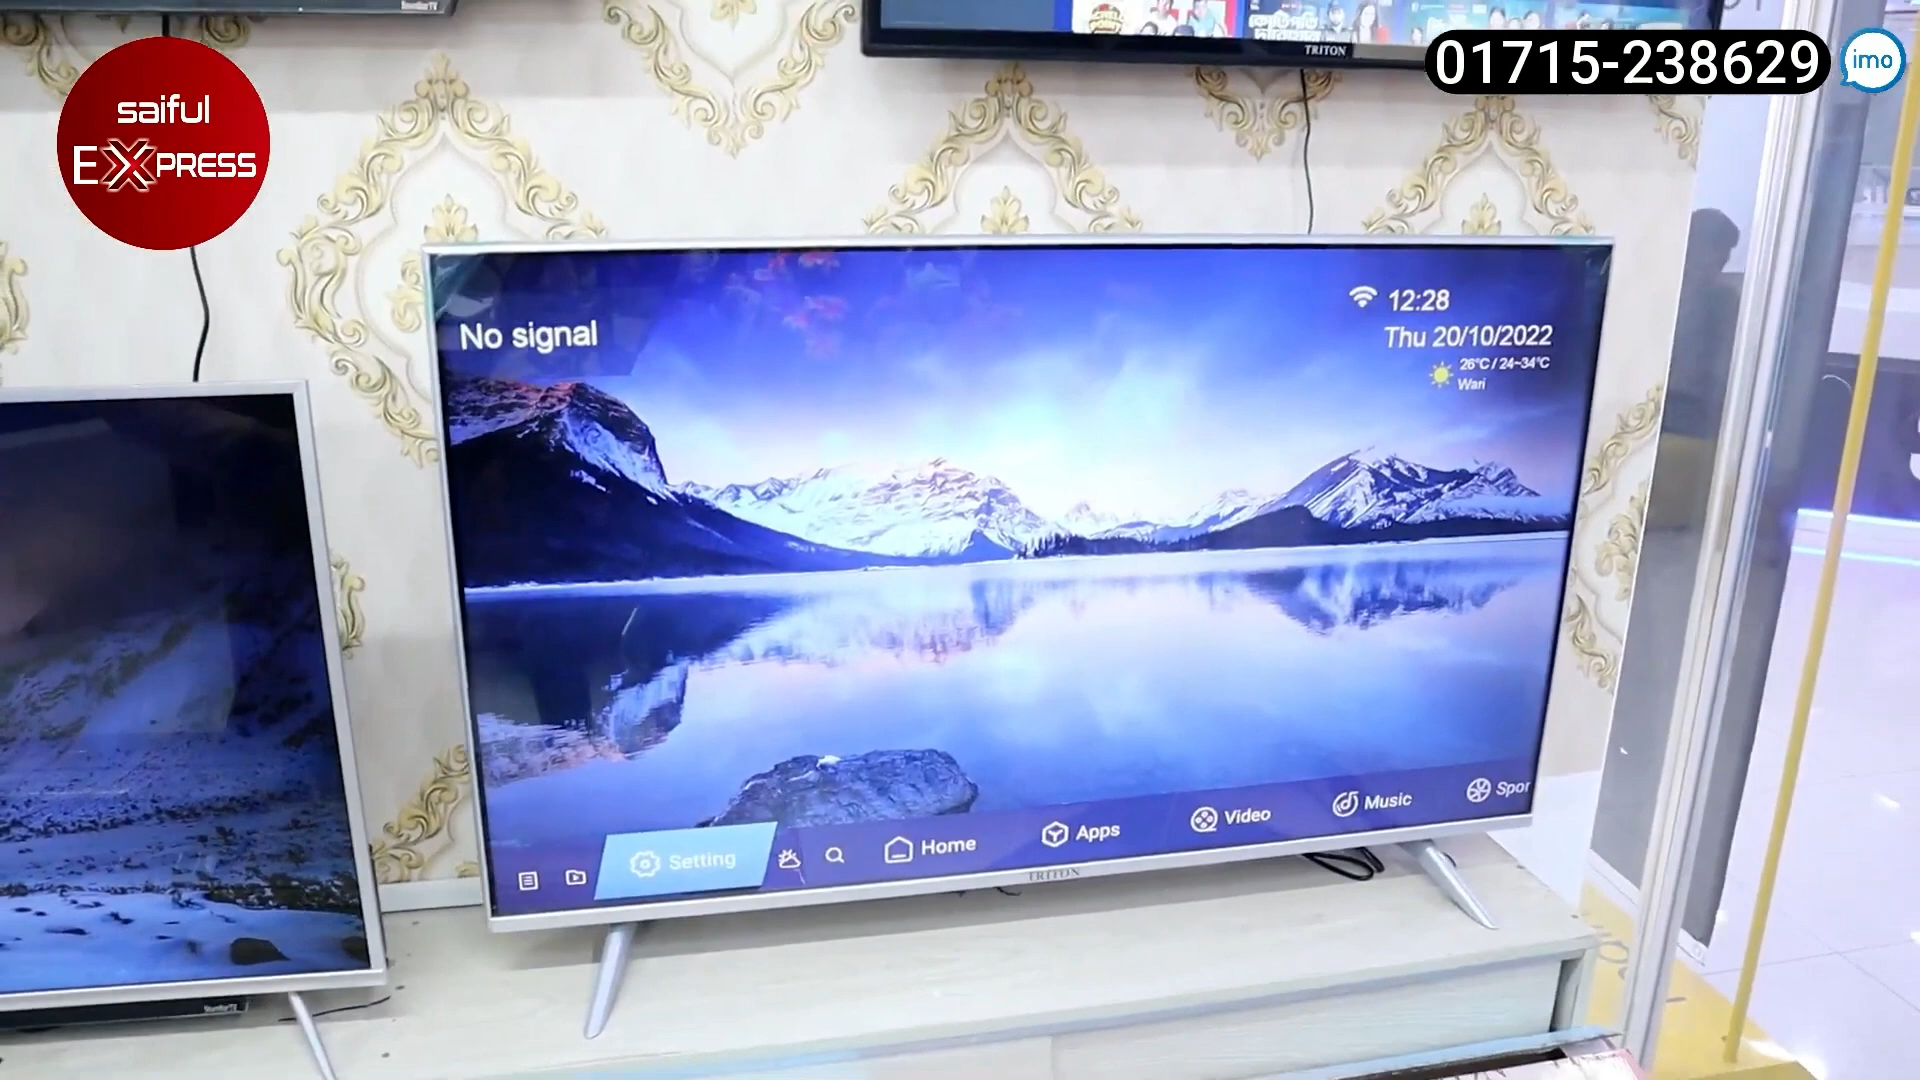 TRITON
01715-238629
imo
saiful
EXPRESS
No signal
12:28
Thu 20/10/2022
26°C / 24~34°C
Wari
Setting
Home
Apps
Video
Music
Spor
TRITON